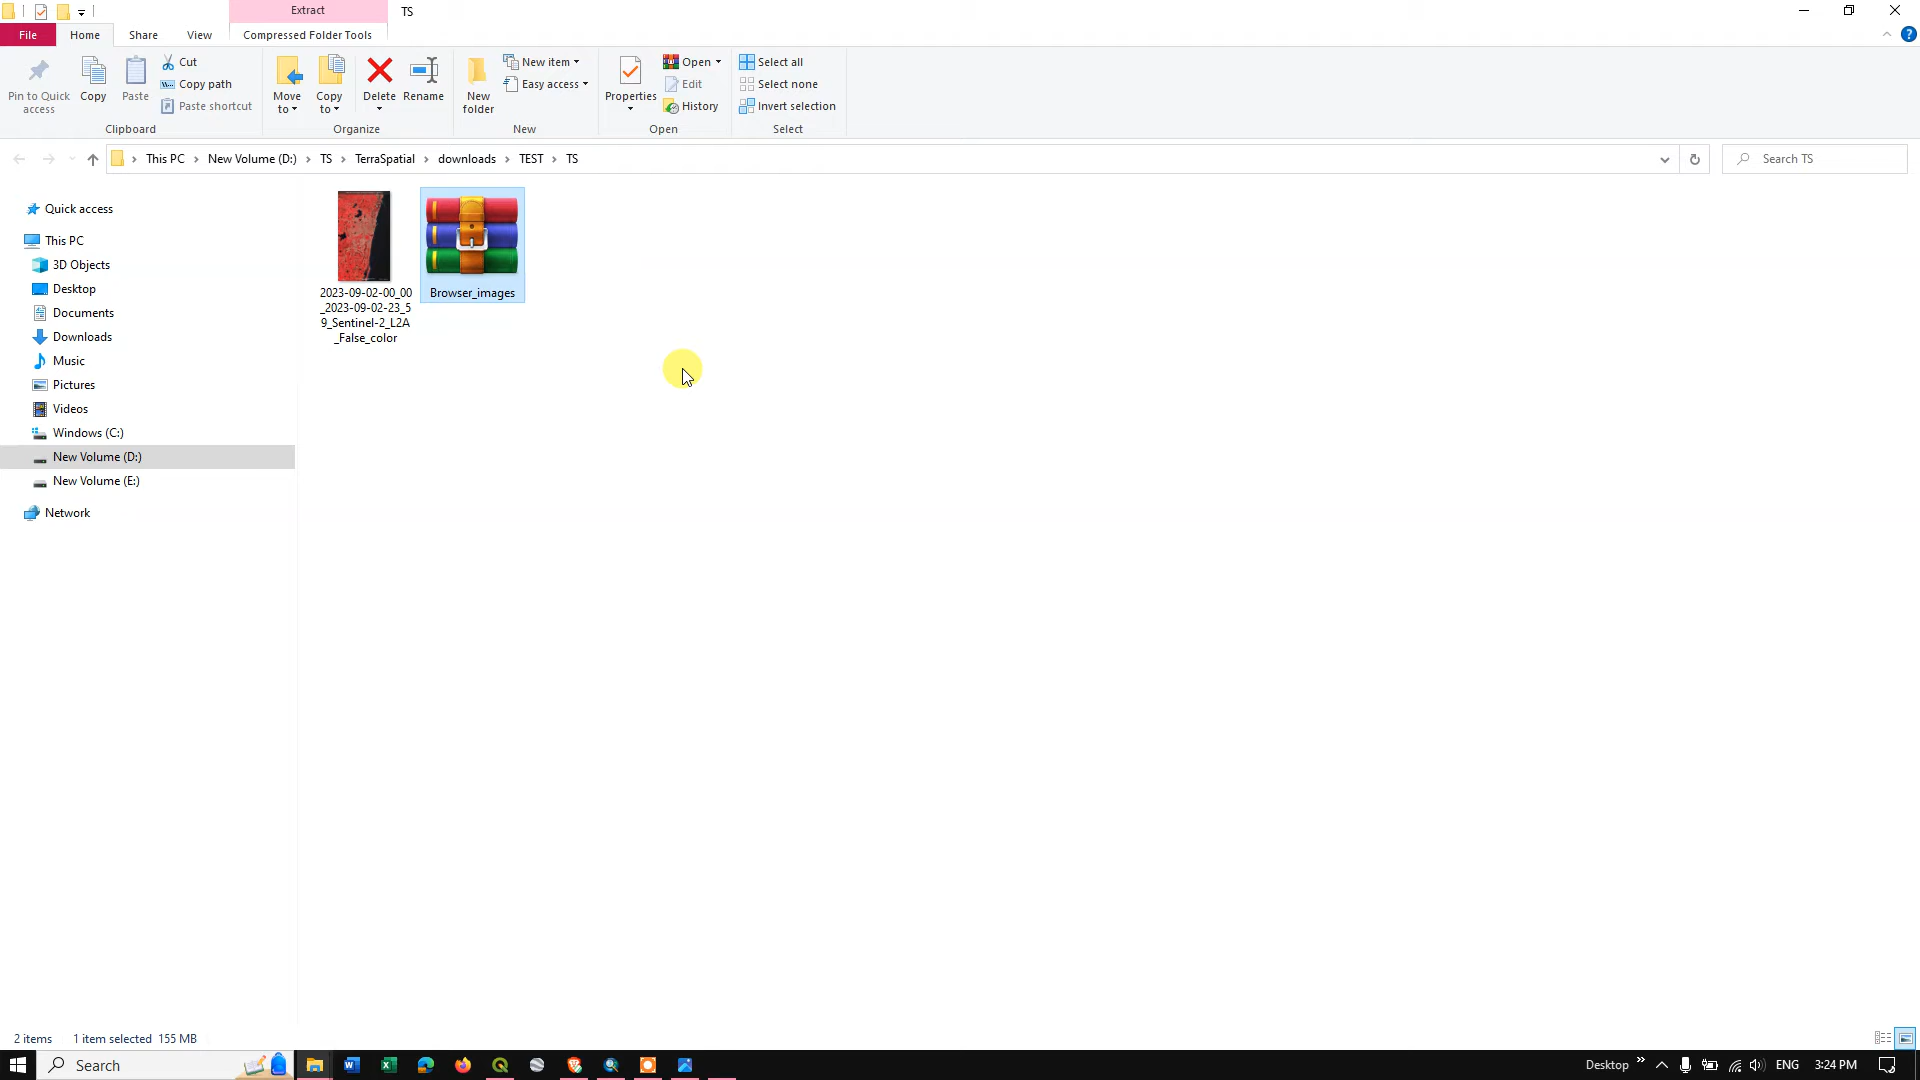 Extract
TS
File
Home
Share
View
Compressed Folder Tools
Pin to Quick
access
Copy
Paste
Cut
Copy path
Paste shortcut
Clipboard
Move
to
Copy
to
Delete
Rename
Organize
New
folder
New item
Easy access
New
Properties
Open
Edit
History
Open
Select all
Select none
Invert selection
Select
This PC > New Volume (D:) > TS > TerraSpatial > downloads > TEST > TS
Search TS
Quick access
This PC
3D Objects
Desktop
Documents
Downloads
Music
Pictures
Videos
Windows (C:)
New Volume (D:)
New Volume (E:)
Network
2023-09-02-00_00
_2023-09-02-23_5
9_Sentinel-2_L2A
_False_color
Browser_images
2 items
1 item selected 155 MB
Search
Desktop
ENG
3:24 PM